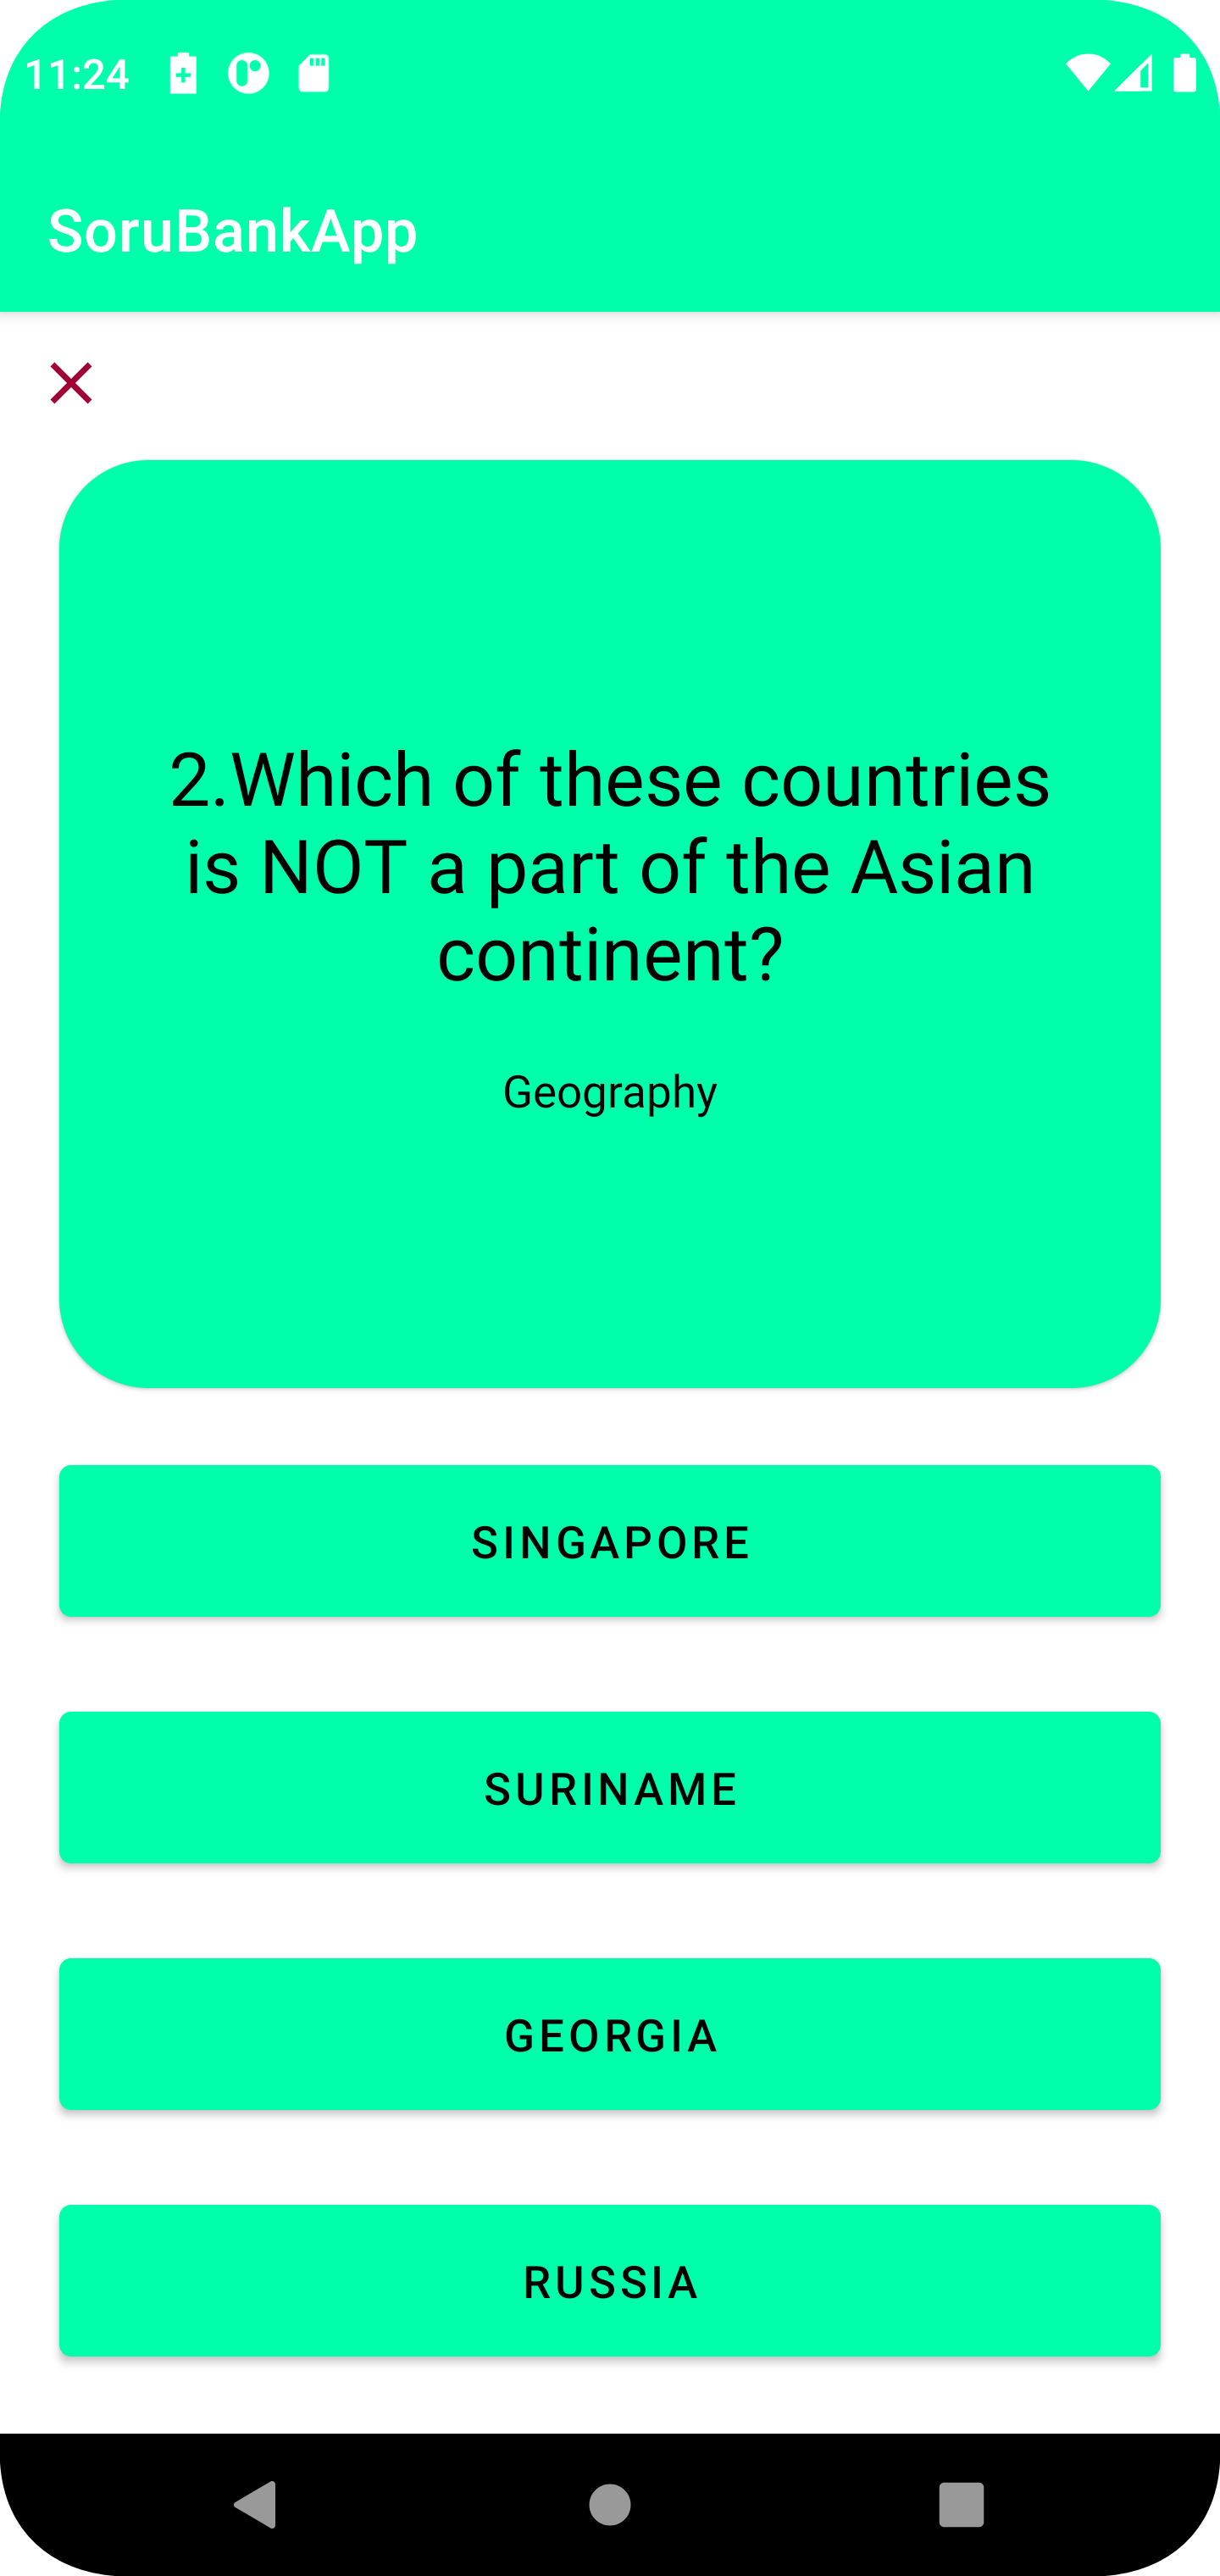 11:24
SoruBankApp
2.Which of these countries
is NOT a part of the Asian
continent?
Geography
SINGAPORE
SURINAME
GEORGIA
RUSSIA